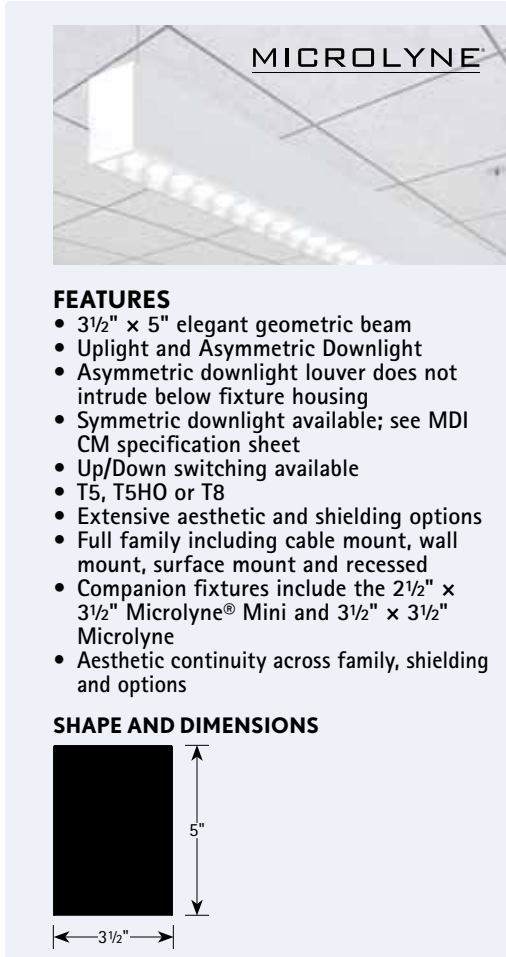 MICROLYNE®
FEATURES
• 3½" × 5" elegant geometric beam
• Uplight and Asymmetric Downlight
• Asymmetric downlight louver does not
intrude below fixture housing
• Symmetric downlight available; see MDI
CM specification sheet
• Up/Down switching available
• T5, T5HO or T8
• Extensive aesthetic and shielding options
• Full family including cable mount, wall
mount, surface mount and recessed
• Companion fixtures include the 2½" ×
3½" Microlyne® Mini and 3½" × 3½"
Microlyne
• Aesthetic continuity across family, shielding
and options
SHAPE AND DIMENSIONS
5"
3½"